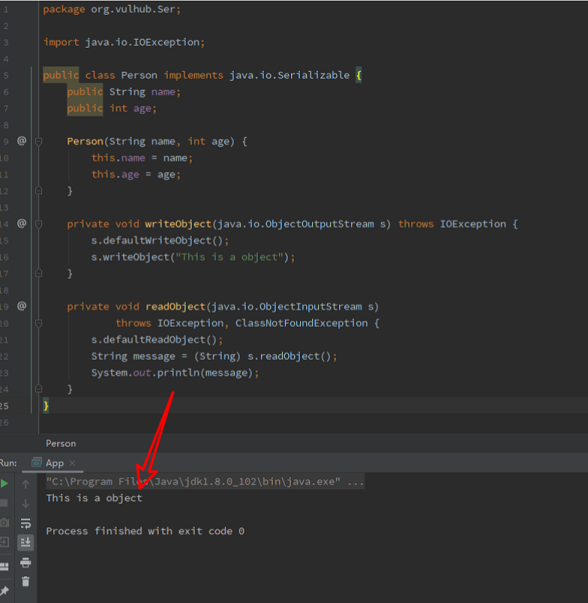 1 package org.vulhub.Ser;
2
3 import java.io.IOException;
4
5 public class Person implements java.io.Serializable {
6 public String name;
7 public int age;
8
9 @ Person(String name, int age) {
10 this.name = name;
11 this.age = age;
12 }
13
14 @ private void writeObject(java.io.ObjectOutputStream s) throws IOException {
15 s.defaultWriteObject();
16 s.writeObject("This is a object");
17 }
18
19 @ private void readObject(java.io.ObjectInputStream s)
20 throws IOException, ClassNotFoundException {
21 s.defaultReadObject();
22 String message = (String) s.readObject();
23 System.out.println(message);
24 }
25 }
26
Person
Run: App ×
"C:\Program Files\Java\jdk1.8.0_102\bin\java.exe" ...
This is a object
Process finished with exit code 0